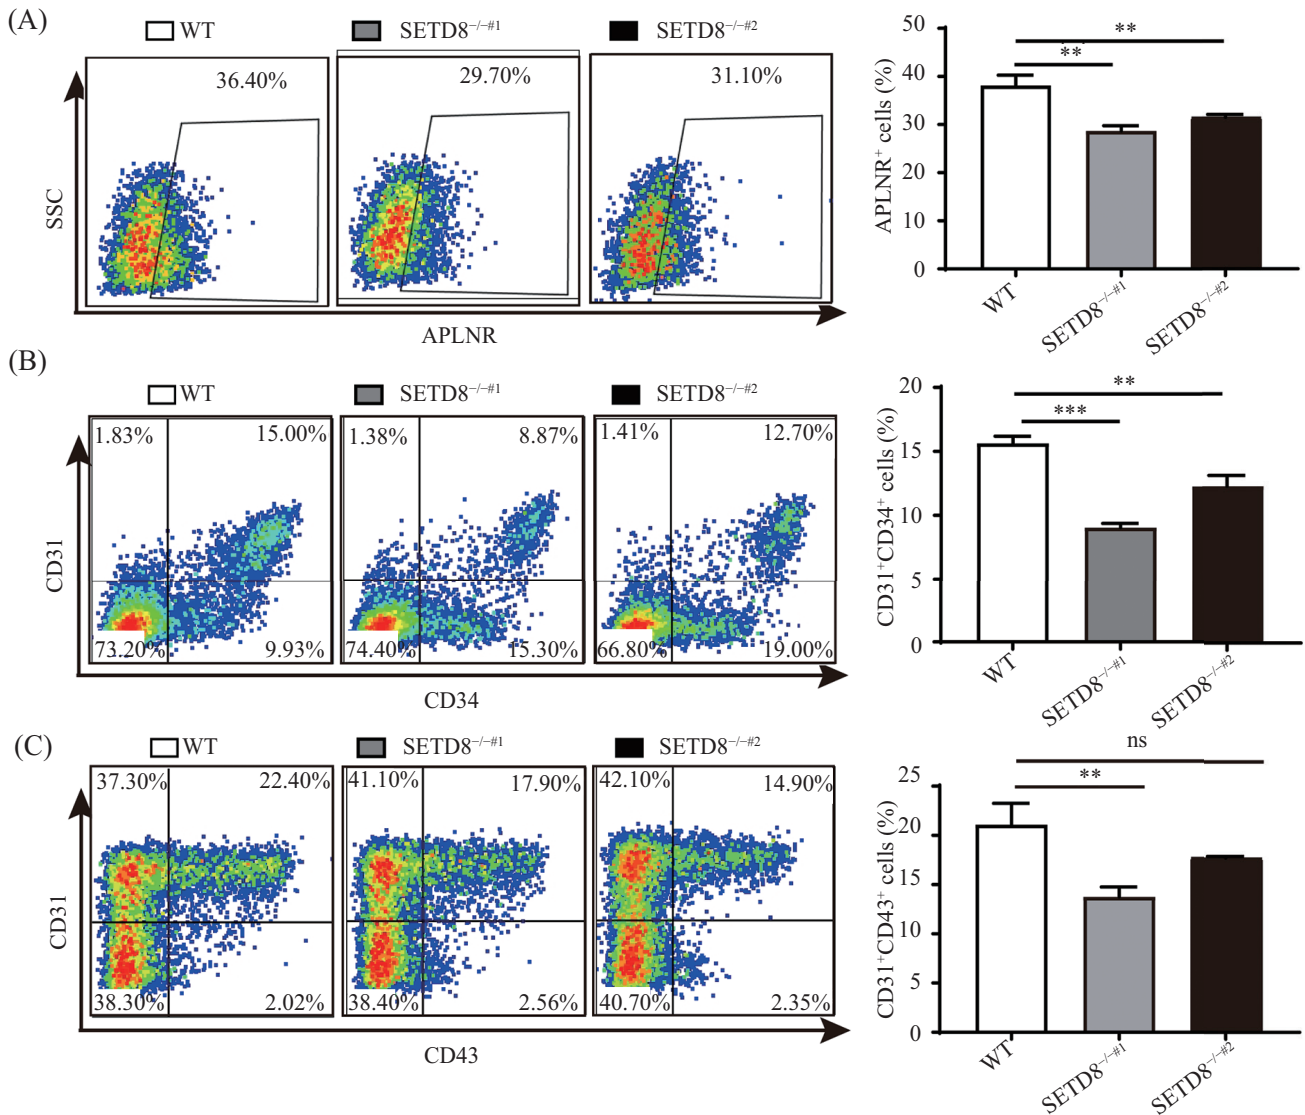 (A)
WT SETD8⁻/⁻#¹ SETD8⁻/⁻#²
36.40% 29.70% 31.10%
SSC
APLNR
APLNR⁺ cells (%)
50
40
30
20
10
0
WT SETD8⁻/⁻#¹ SETD8⁻/⁻#²
**
**
(B)
WT SETD8⁻/⁻#¹ SETD8⁻/⁻#²
1.83% 15.00% 1.38% 8.87% 1.41% 12.70%
73.20% 9.93% 74.40% 15.30% 66.80% 19.00%
CD31
CD34
CD31⁺CD34⁺ cells (%)
20
15
10
5
0
WT SETD8⁻/⁻#¹ SETD8⁻/⁻#²
**
***
(C)
WT SETD8⁻/⁻#¹ SETD8⁻/⁻#²
37.30% 22.40% 41.10% 17.90% 42.10% 14.90%
38.30% 2.02% 38.40% 2.56% 40.70% 2.35%
CD31
CD43
CD31⁺CD43⁺ cells (%)
25
20
15
10
5
0
WT SETD8⁻/⁻#¹ SETD8⁻/⁻#²
ns
**